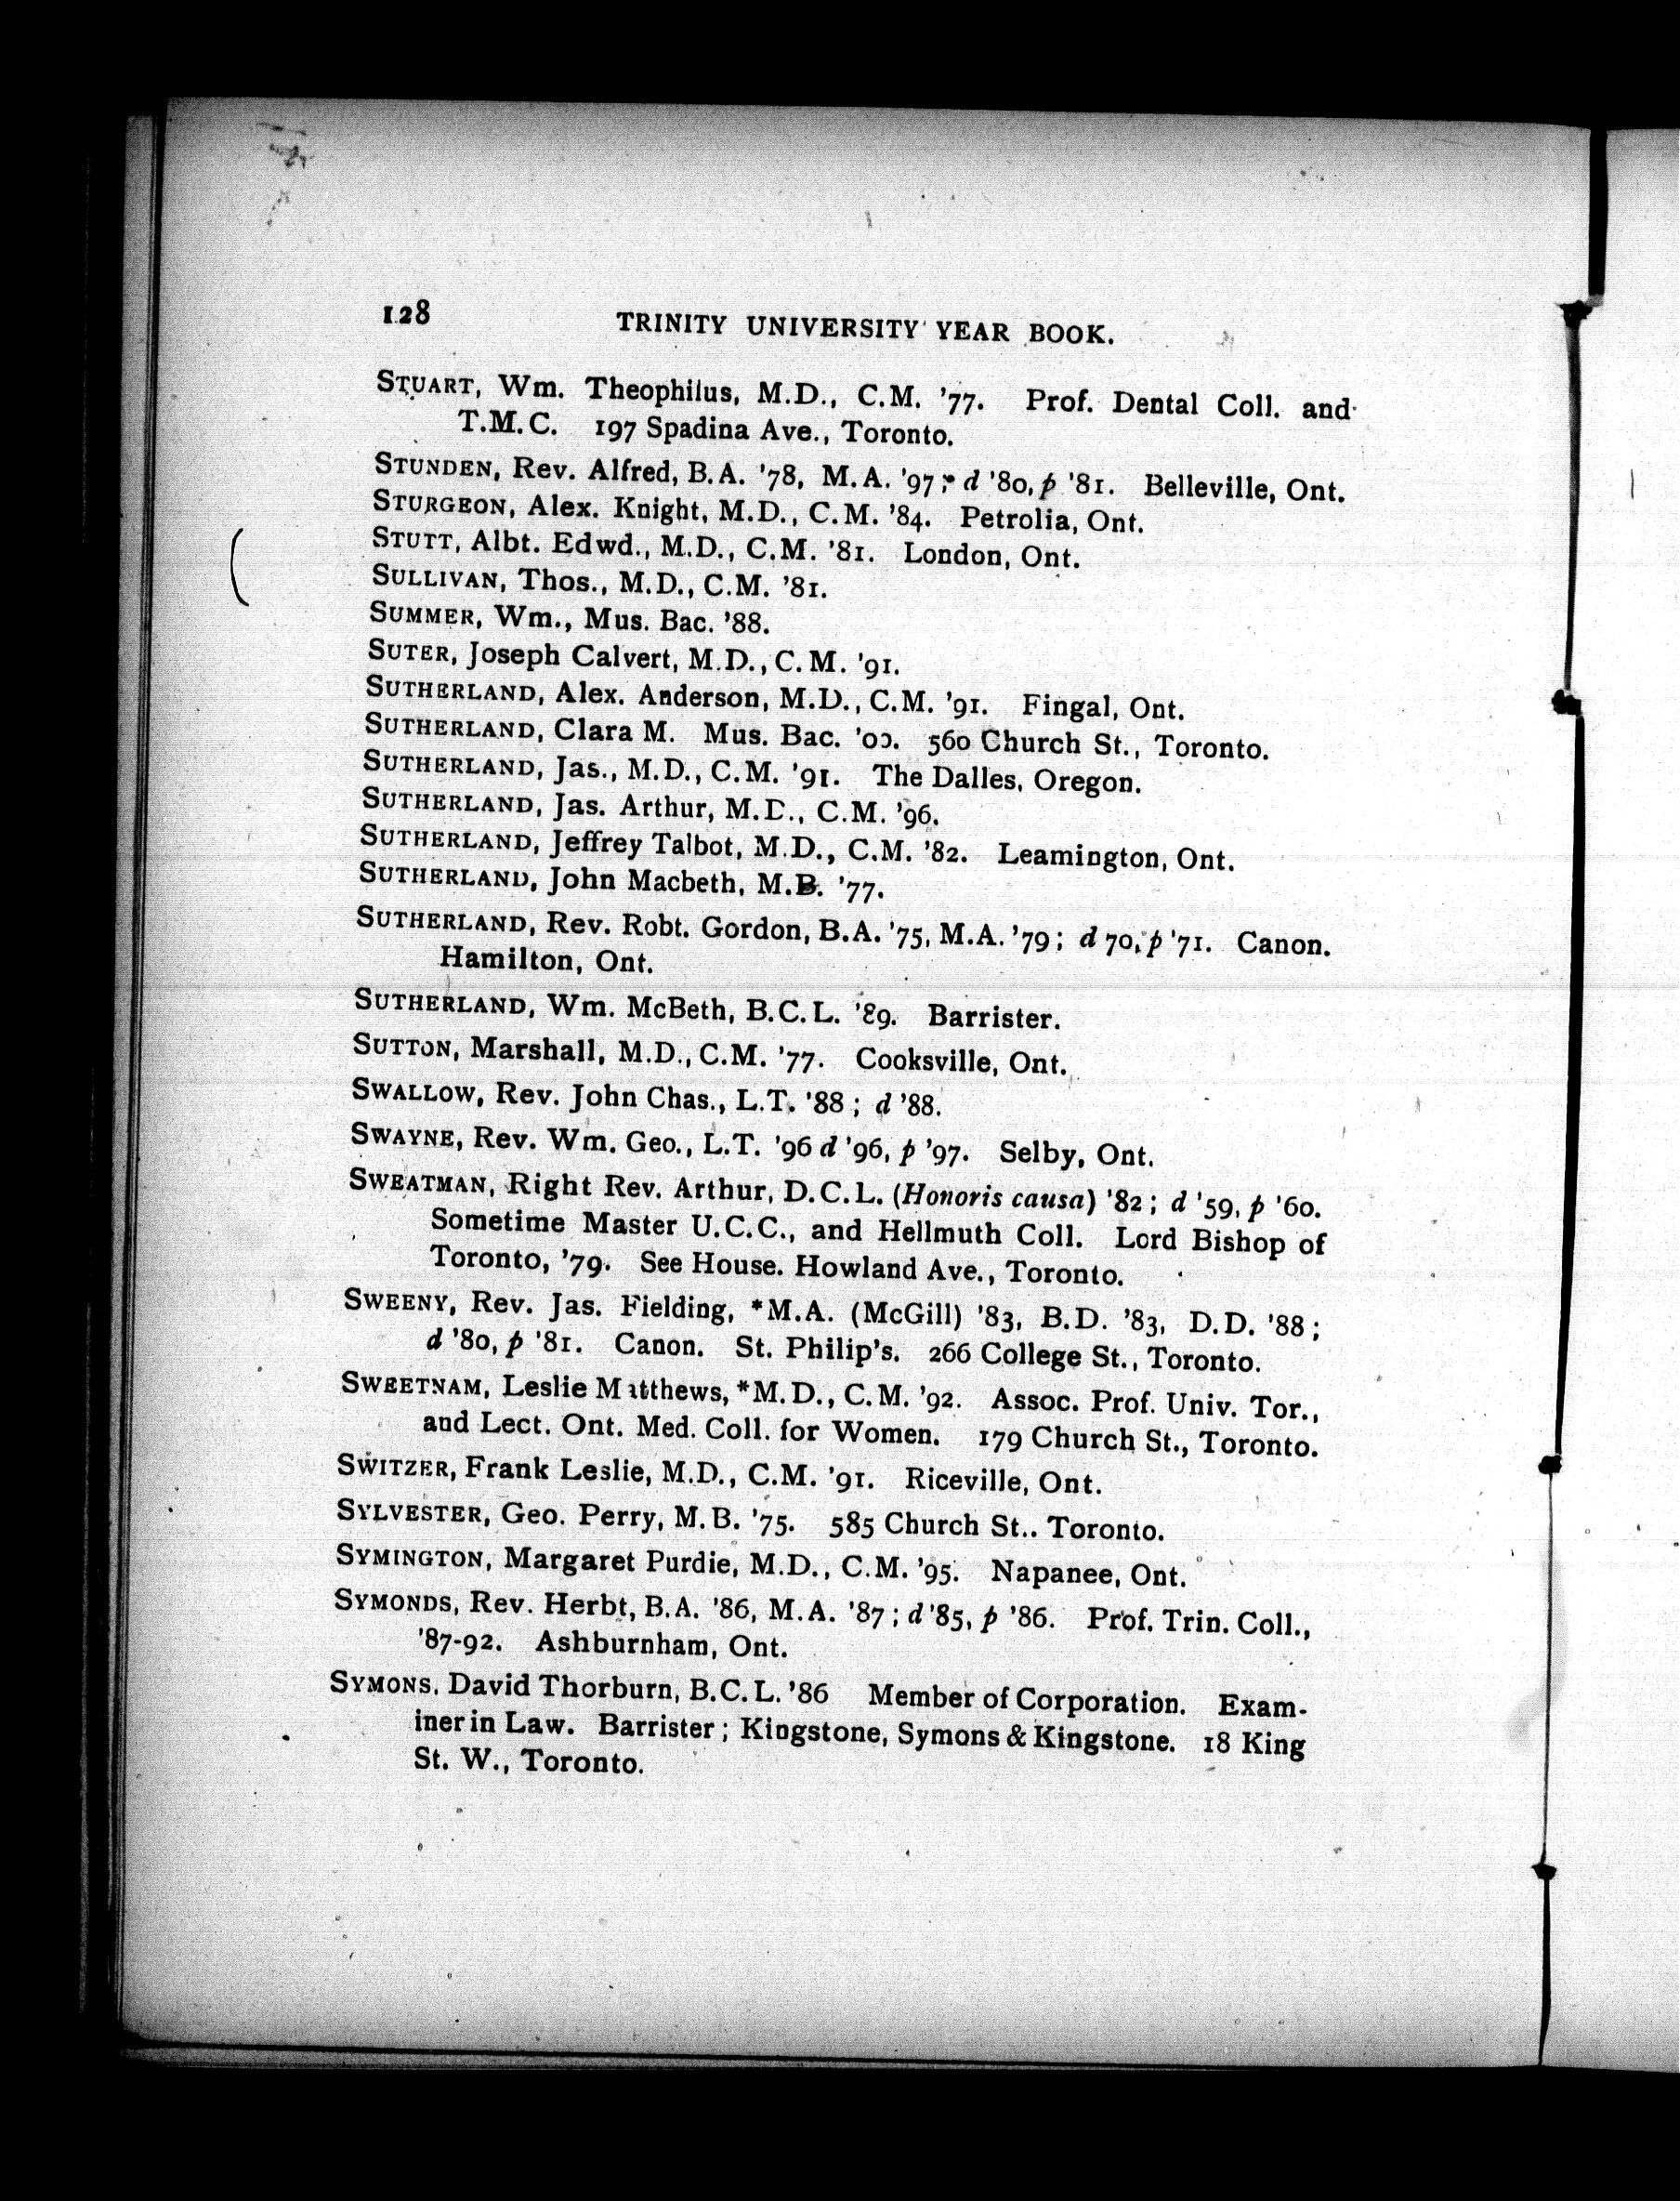 128
TRINITY UNIVERSITY YEAR BOOK.
STUART, Wm. Theophilus, M.D., C.M. '77. Prof. Dental Coll. and
T.M.C. 197 Spadina Ave., Toronto.
STUNDEN, Rev. Alfred, B.A. '78, M.A. '97; d '80, p '81. Belleville, Ont.
STURGEON, Alex. Knight, M.D., C.M. '84. Petrolia, Ont.
STUTT, Albt. Edwd., M.D., C.M. '81. London, Ont.
SULLIVAN, Thos., M.D., C.M. '81.
SUMMER, Wm., Mus. Bac. '88.
SUTER, Joseph Calvert, M.D., C.M. '91.
SUTHERLAND, Alex. Anderson, M.D., C.M. '91. Fingal, Ont.
SUTHERLAND, Clara M. Mus. Bac. '00. 560 Church St., Toronto.
SUTHERLAND, Jas., M.D., C.M. '91. The Dalles, Oregon.
SUTHERLAND, Jas. Arthur, M.D., C.M. '96.
SUTHERLAND, Jeffrey Talbot, M.D., C.M. '82. Leamington, Ont.
SUTHERLAND, John Macbeth, M.B. '77.
SUTHERLAND, Rev. Robt. Gordon, B.A. '75, M.A. '79; d 70, p '71. Canon.
Hamilton, Ont.
SUTHERLAND, Wm. McBeth, B.C.L. '89. Barrister.
SUTTON, Marshall, M.D., C.M. '77. Cooksville, Ont.
SWALLOW, Rev. John Chas., L.T. '88; d '88.
SWAYNE, Rev. Wm. Geo., L.T. '96 d '96, p '97. Selby, Ont.
SWEATMAN, Right Rev. Arthur, D.C.L. (Honoris causa) '82; d '59, p '60.
Sometime Master U.C.C., and Hellmuth Coll. Lord Bishop of
Toronto, '79. See House. Howland Ave., Toronto.
SWEENY, Rev. Jas. Fielding, *M.A. (McGill) '83, B.D. '83, D.D. '88;
d '80, p '81. Canon. St. Philip's. 266 College St., Toronto.
SWEETNAM, Leslie Matthews, *M.D., C.M. '92. Assoc. Prof. Univ. Tor.,
and Lect. Ont. Med. Coll. for Women. 179 Church St., Toronto.
SWITZER, Frank Leslie, M.D., C.M. '91. Riceville, Ont.
SYLVESTER, Geo. Perry, M.B. '75. 585 Church St.. Toronto.
SYMINGTON, Margaret Purdie, M.D., C.M. '95. Napanee, Ont.
SYMONDS, Rev. Herbt, B.A. '86, M.A. '87; d '85, p '86. Prof. Trin. Coll.,
'87-92. Ashburnham, Ont.
SYMONS, David Thorburn, B.C.L. '86 Member of Corporation. Exam-
iner in Law. Barrister; Kingstone, Symons & Kingstone. 18 King
St. W., Toronto.